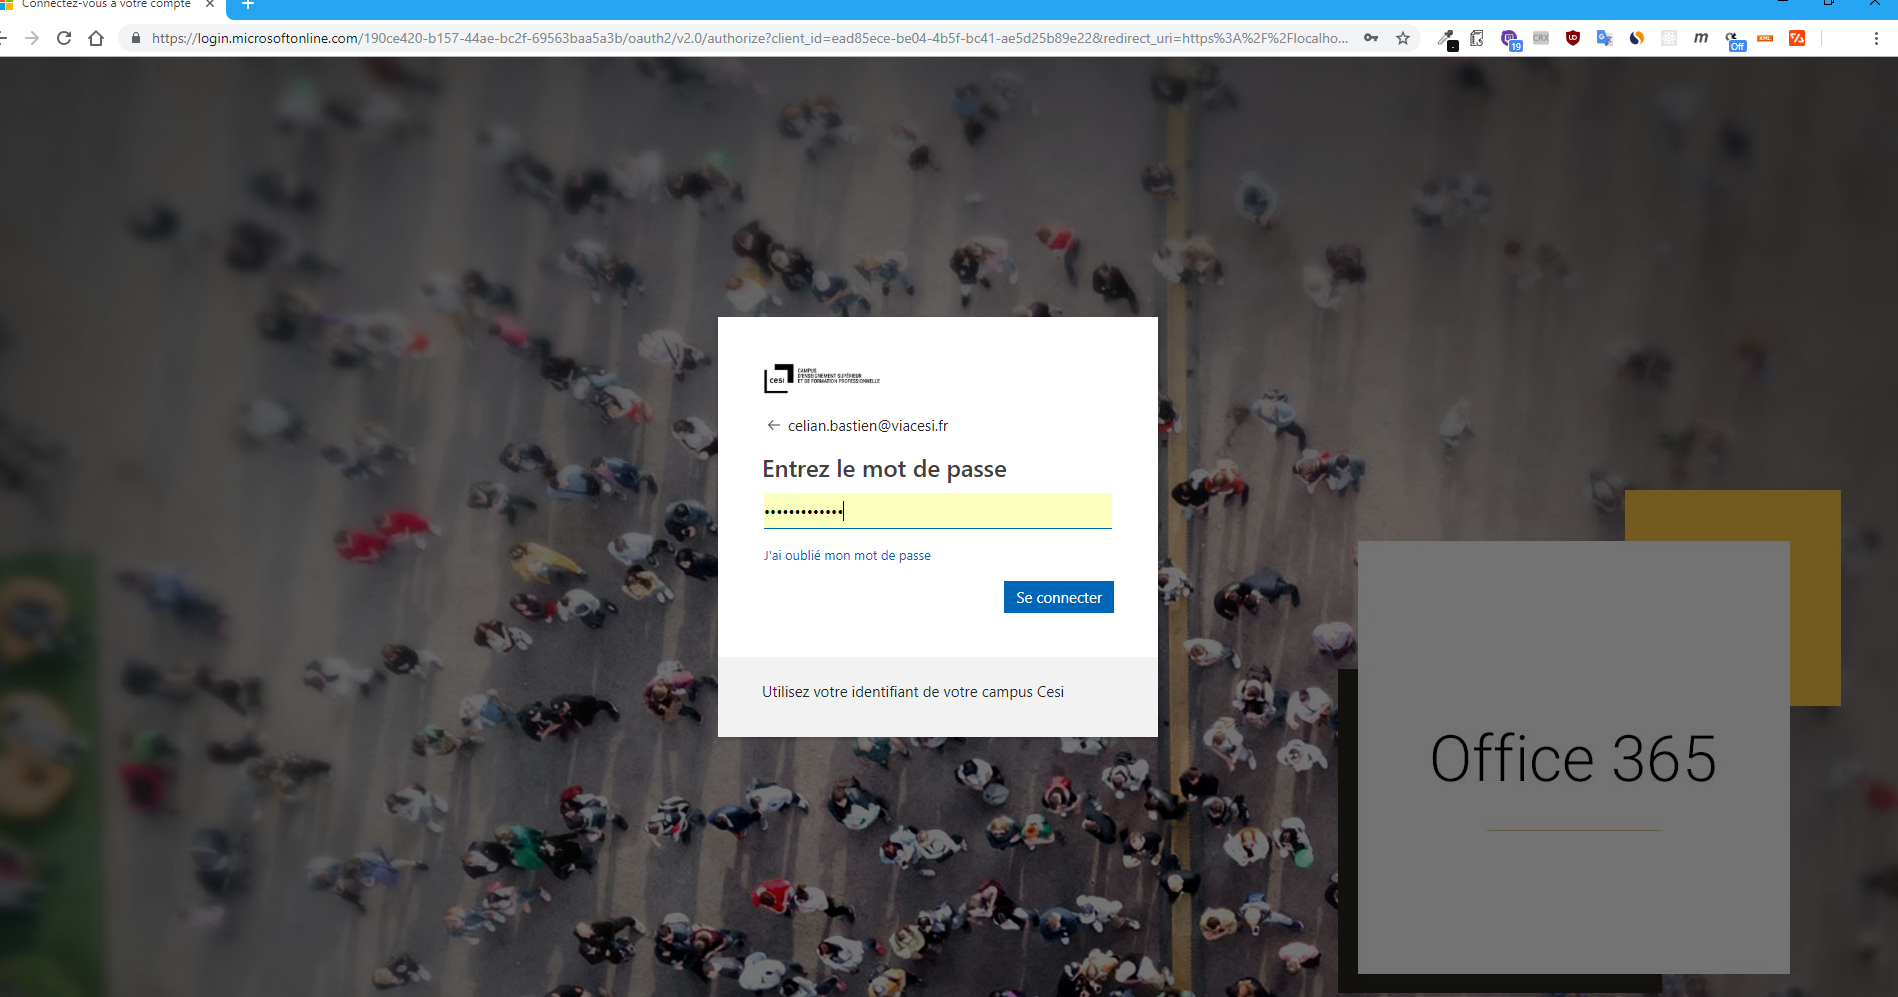 Connectez-vous à votre compte
https://login.microsoftonline.com/190ce420-b157-44ae-bc2f-69563baa5a3b/oauth2/v2.0/authorize?client_id=ead85ece-be04-4b5f-bc41-ae5d25b89e22&redirect_uri=https%3A%2F%2Flocalho...
19
CRX
m
Off
XML
cesi
CAMPUS
D'ENSEIGNEMENT SUPÉRIEUR
ET DE FORMATION PROFESSIONNELLE
celian.bastien@viacesi.fr
Entrez le mot de passe
J'ai oublié mon mot de passe
Se connecter
Utilisez votre identifiant de votre campus Cesi
Office 365